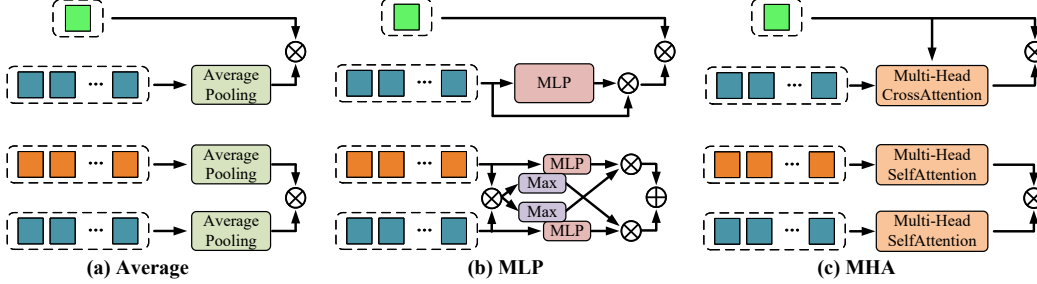 Average
Pooling
Average
Pooling
Average
Pooling
(a) Average
MLP
MLP
Max
Max
MLP
(b) MLP
Multi-Head
CrossAttention
Multi-Head
SelfAttention
Multi-Head
SelfAttention
(c) MHA